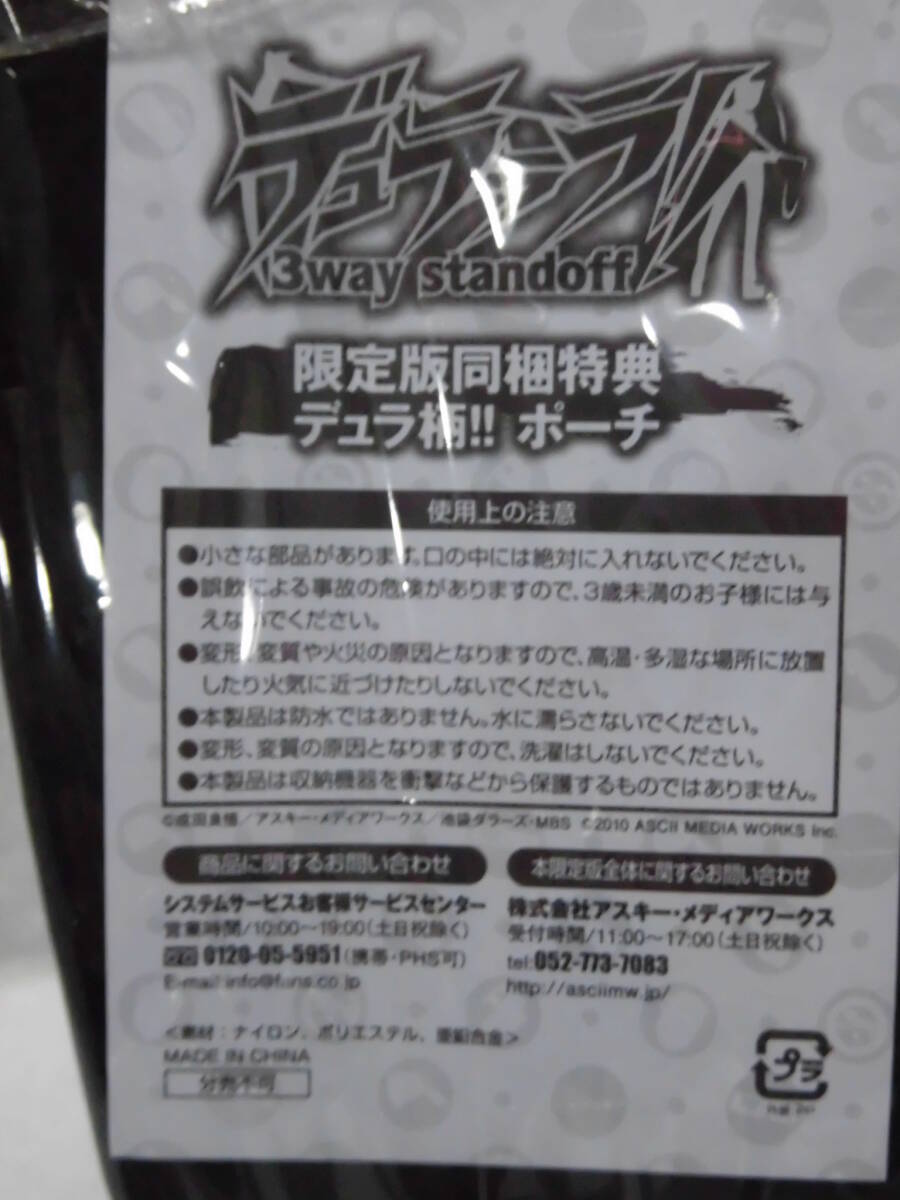 デュラララ!!
3way standoff
限定版同梱特典
デュラ柄!! ポーチ
使用上の注意
●小さな部品があります。口の中には絶対に入れないでください。
●誤飲による事故の危険がありますので、3歳未満のお子様には与
えないでください。
●変形、変質や火災の原因となりますので、高温・多湿な場所に放置
したり火気に近づけたりしないでください。
●本製品は防水ではありません。水に濡らさないでください。
●変形、変質の原因となりますので、洗濯はしないでください。
●本製品は収納機器を衝撃などから保護するものではありません。
©成田良悟/アスキー・メディアワークス/池袋ダラーズ・MBS ©2010 ASCII MEDIA WORKS Inc.
商品に関するお問い合わせ
システムサービスお客様サービスセンター
営業時間/10:00〜19:00(土日祝除く)
0120-05-5951(携帯・PHS可)
E-mail info@fans.co.jp
本限定版全体に関するお問い合わせ
株式会社アスキー・メディアワークス
受付時間/11:00〜17:00(土日祝除く)
tel:052-773-7083
http://asciimw.jp/
<素材:ナイロン、ポリエステル、亜鉛合金>
MADE IN CHINA
分売不可
プラ